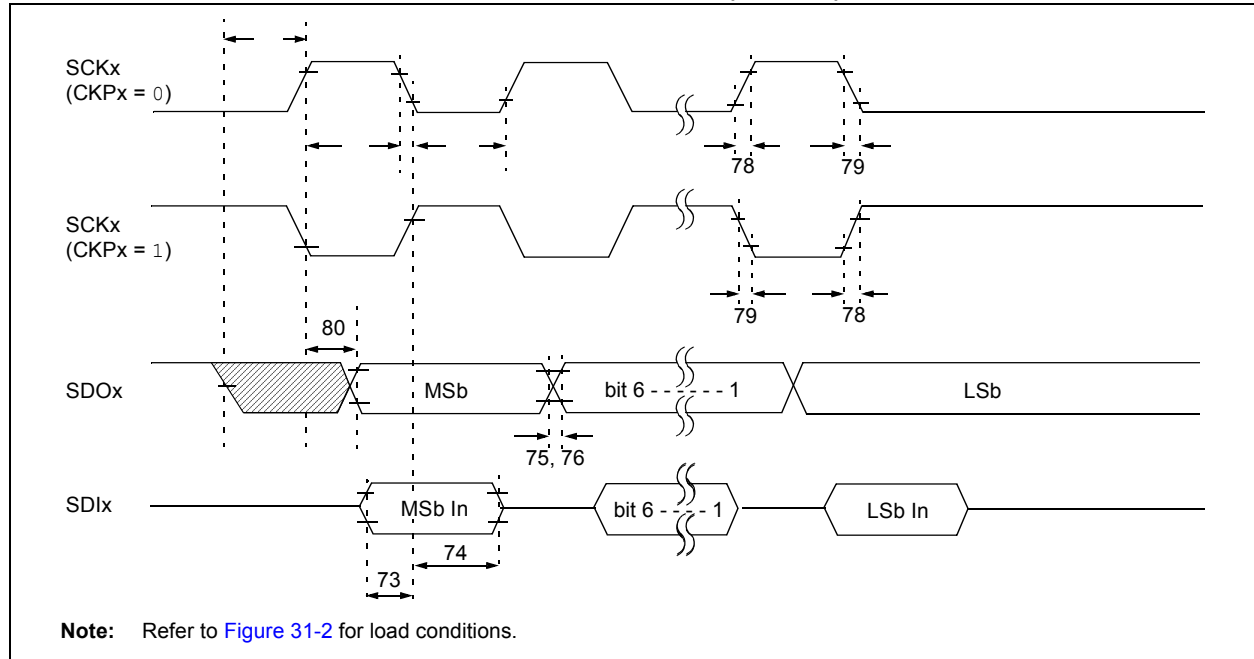 SCKx
(CKPx = 0)
78
79
SCKx
(CKPx = 1)
79
78
80
SDOx
MSb
bit 6 - - - - - - 1
LSb
75, 76
SDIx
MSb In
bit 6 - - - - - 1
LSb In
74
73
Note: Refer to Figure 31-2 for load conditions.